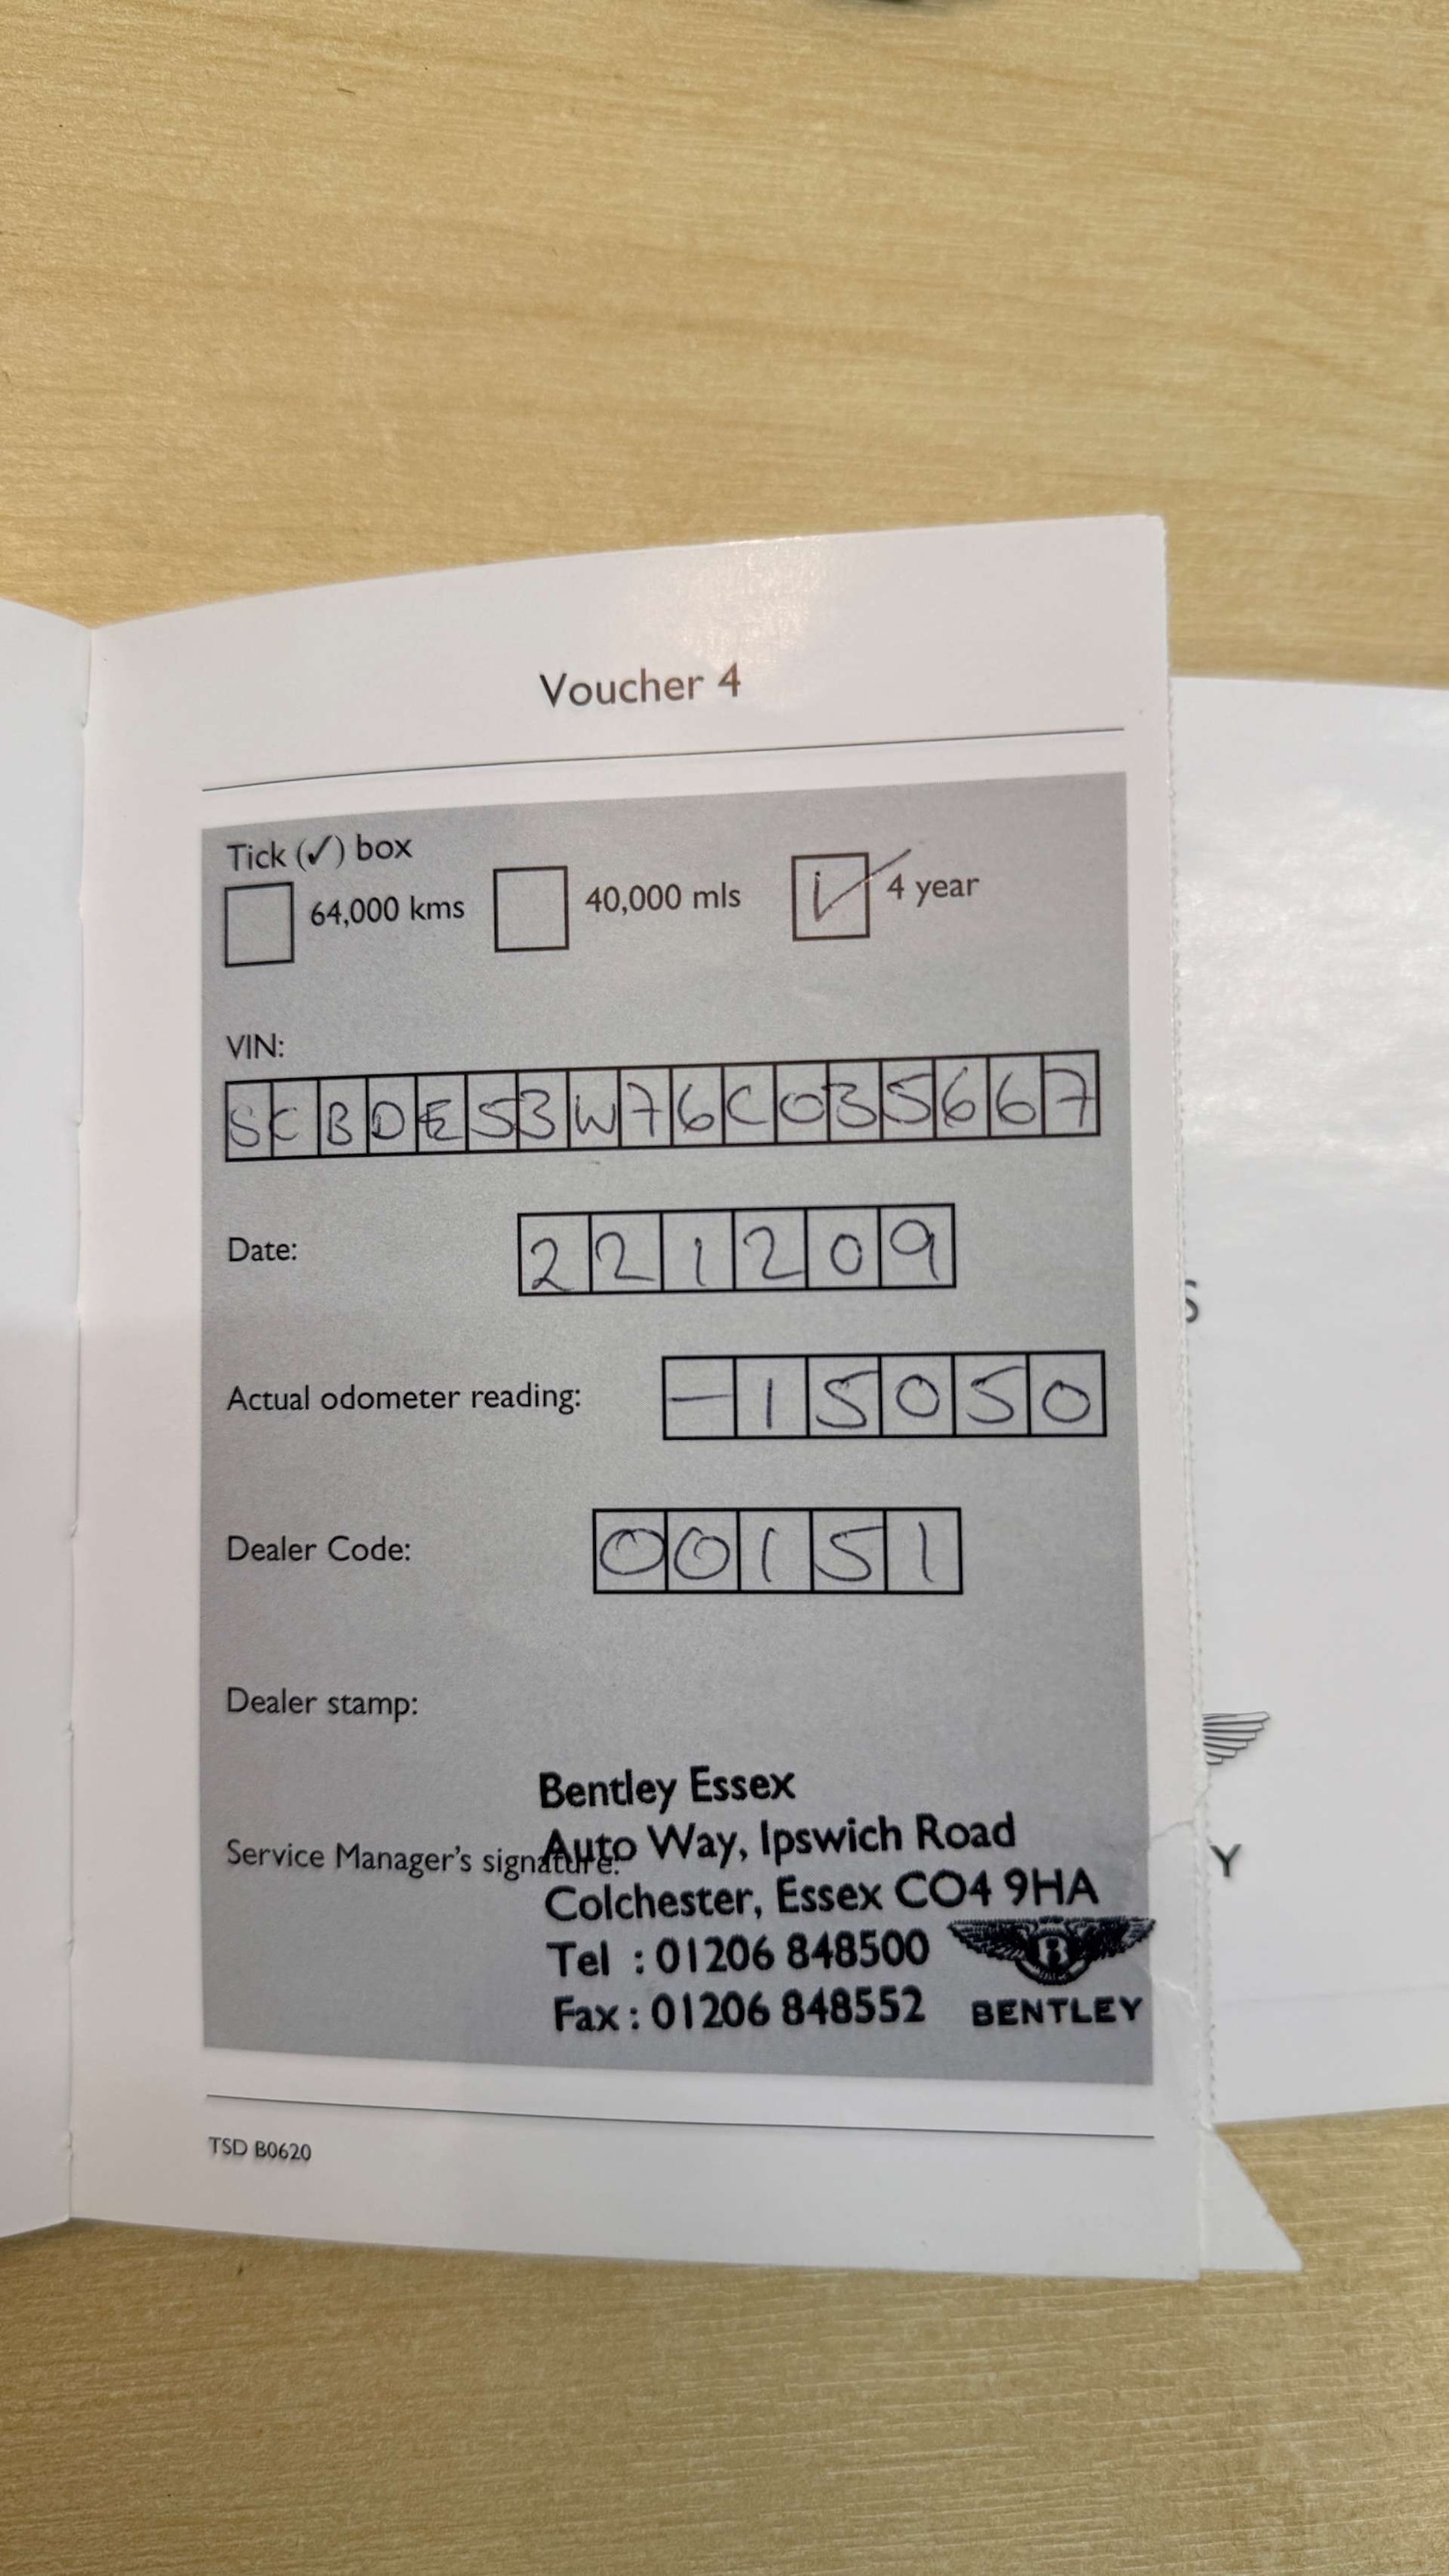 Voucher 4
Tick (✓) box
64,000 kms 40,000 mls ✓ 4 year
VIN:
SCBDE53W76C035667
Date: 221209
Actual odometer reading: -15050
Dealer Code: 00151
Dealer stamp:
Bentley Essex
Auto Way, Ipswich Road
Service Manager's signature:
Colchester, Essex CO4 9HA
Tel : 01206 848500
Fax : 01206 848552
BENTLEY
TSD B0620
S
Y